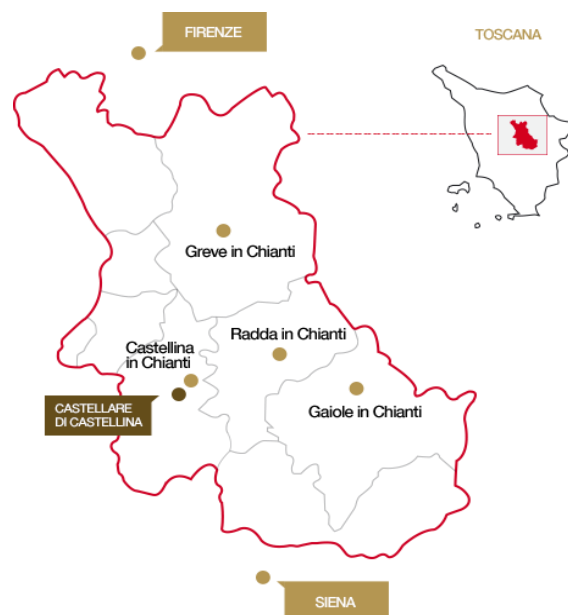 FIRENZE
TOSCANA
Greve in Chianti
Radda in Chianti
Castellina
in Chianti
CASTELLARE
DI CASTELLINA
Gaiole in Chianti
SIENA